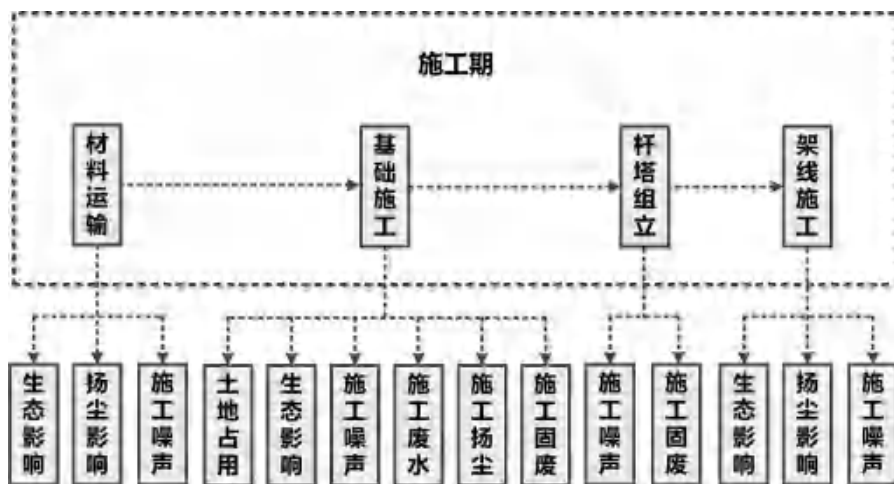 施工期
材料运输
基础施工
杆塔组立
架线施工
生态影响
扬尘影响
施工噪声
土地占用
生态影响
施工噪声
施工废水
施工扬尘
施工固废
施工噪声
施工固废
生态影响
扬尘影响
施工噪声